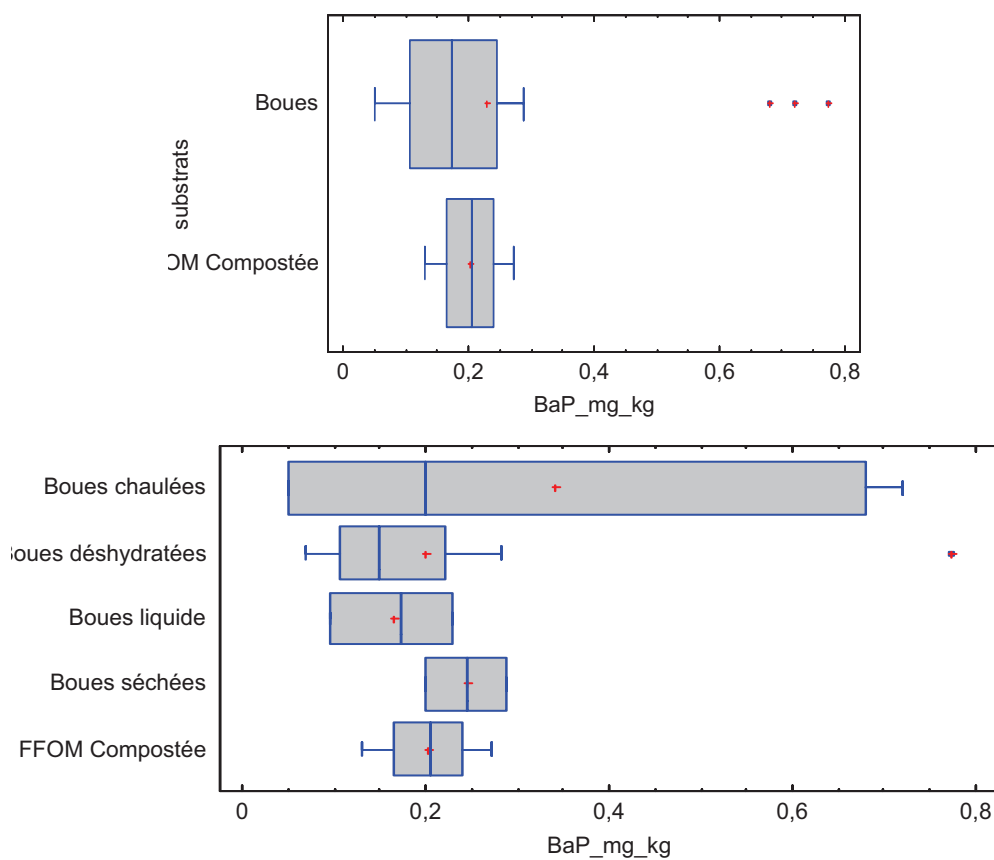 Boues
substrats
OM Compostée
0 0,2 0,4 0,6 0,8
BaP_mg_kg
Boues chaulées
oues déshydratées
Boues liquide
Boues séchées
FFOM Compostée
0 0,2 0,4 0,6 0,8
BaP_mg_kg